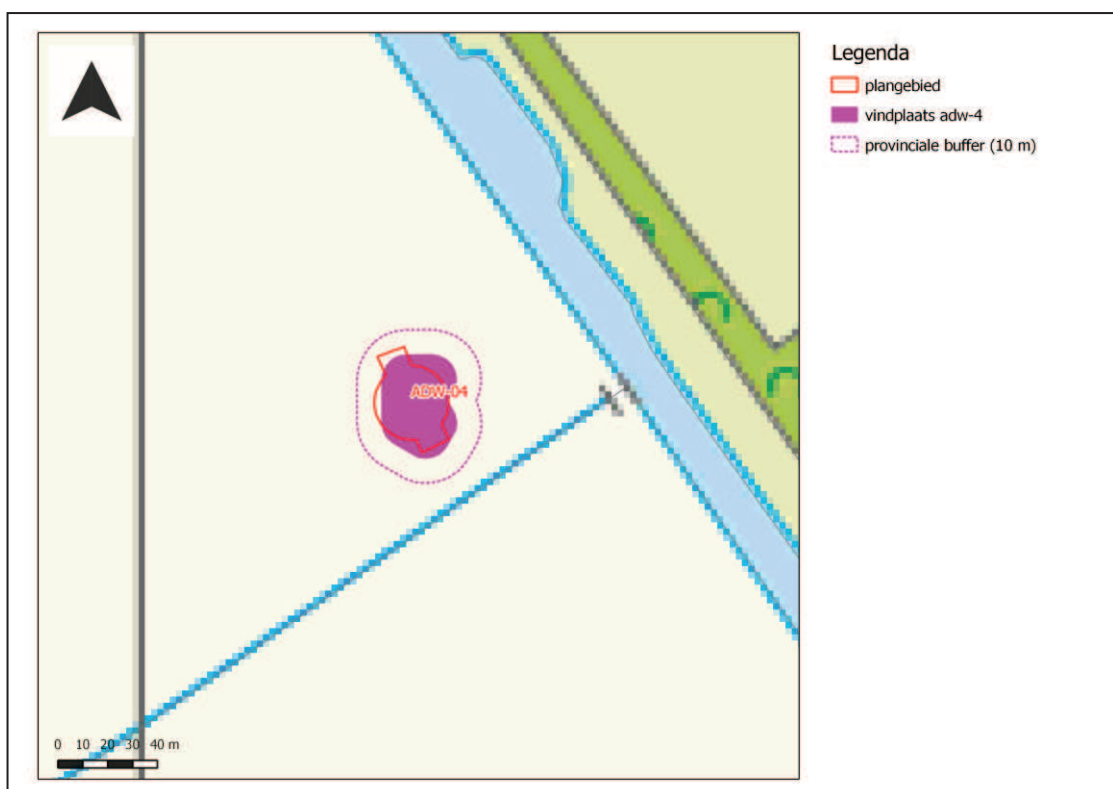 Legenda
plangebied
vindplaats adw-4
provinciale buffer (10 m)
ADW-04
0 10 20 30 40 m